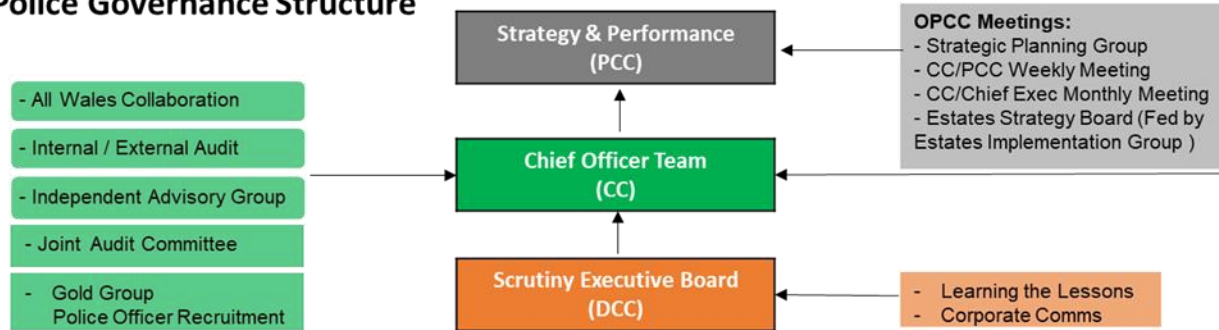 Police Governance Structure
Strategy & Performance
(PCC)
OPCC Meetings:
- Strategic Planning Group
- CC/PCC Weekly Meeting
- CC/Chief Exec Monthly Meeting
- Estates Strategy Board (Fed by
Estates Implementation Group )
- All Wales Collaboration
- Internal / External Audit
- Independent Advisory Group
- Joint Audit Committee
- Gold Group
Police Officer Recruitment
Chief Officer Team
(CC)
Scrutiny Executive Board
(DCC)
- Learning the Lessons
- Corporate Comms